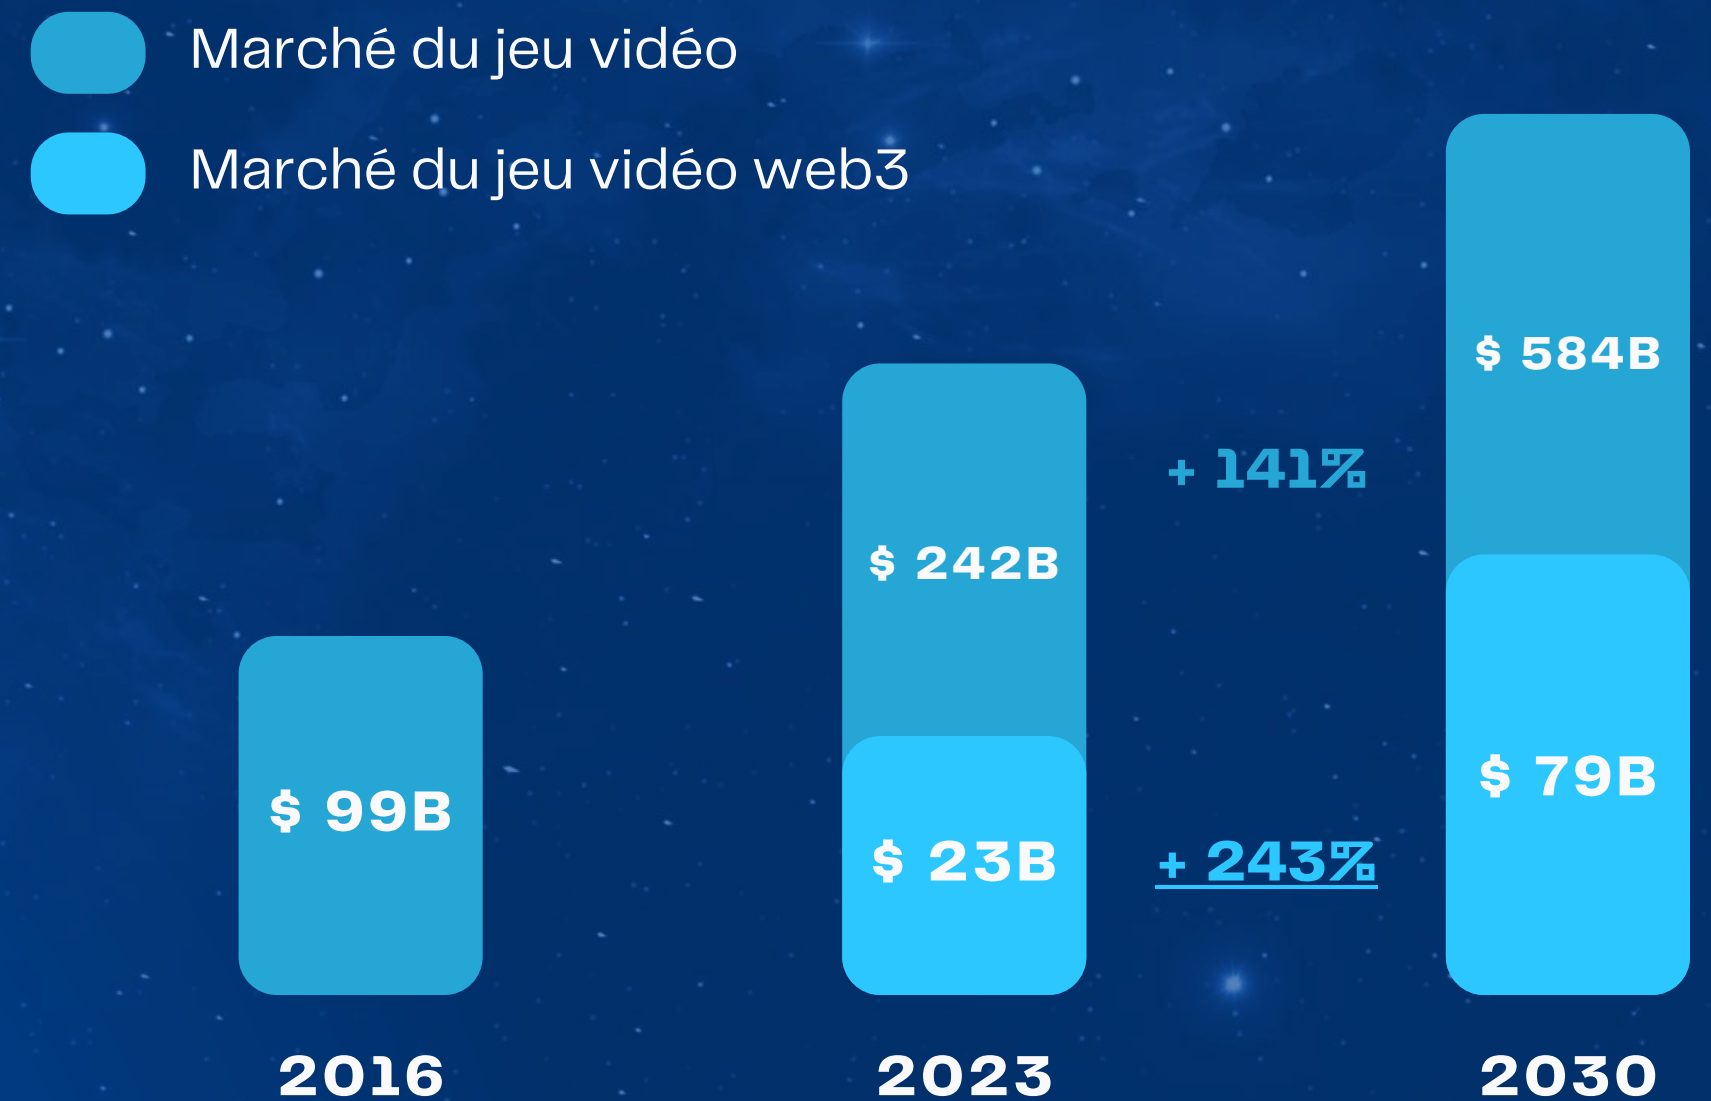 Marché du jeu vidéo
Marché du jeu vidéo web3
$ 584B
+ 141%
$ 242B
$ 99B
$ 79B
$ 23B
+ 243%
2016
2023
2030